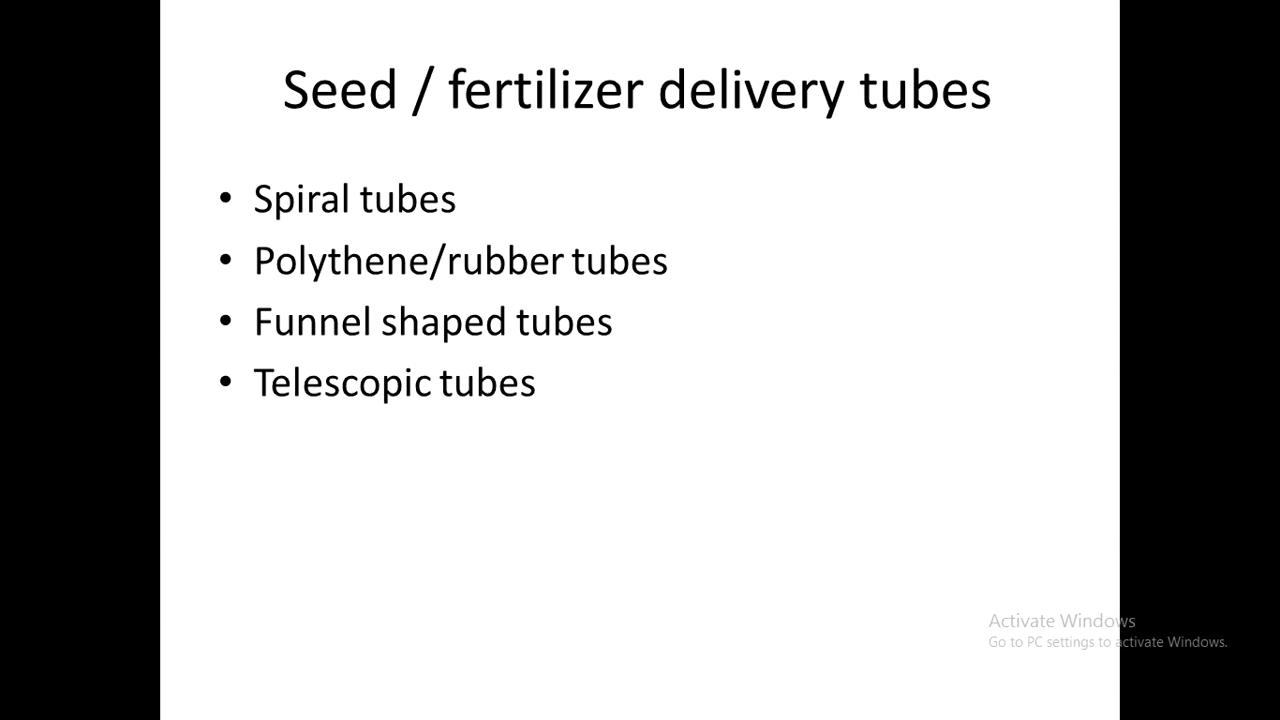 Seed / fertilizer delivery tubes
• Spiral tubes
• Polythene/rubber tubes
• Funnel shaped tubes
• Telescopic tubes
Activate Windows
Go to PC settings to activate Windows.